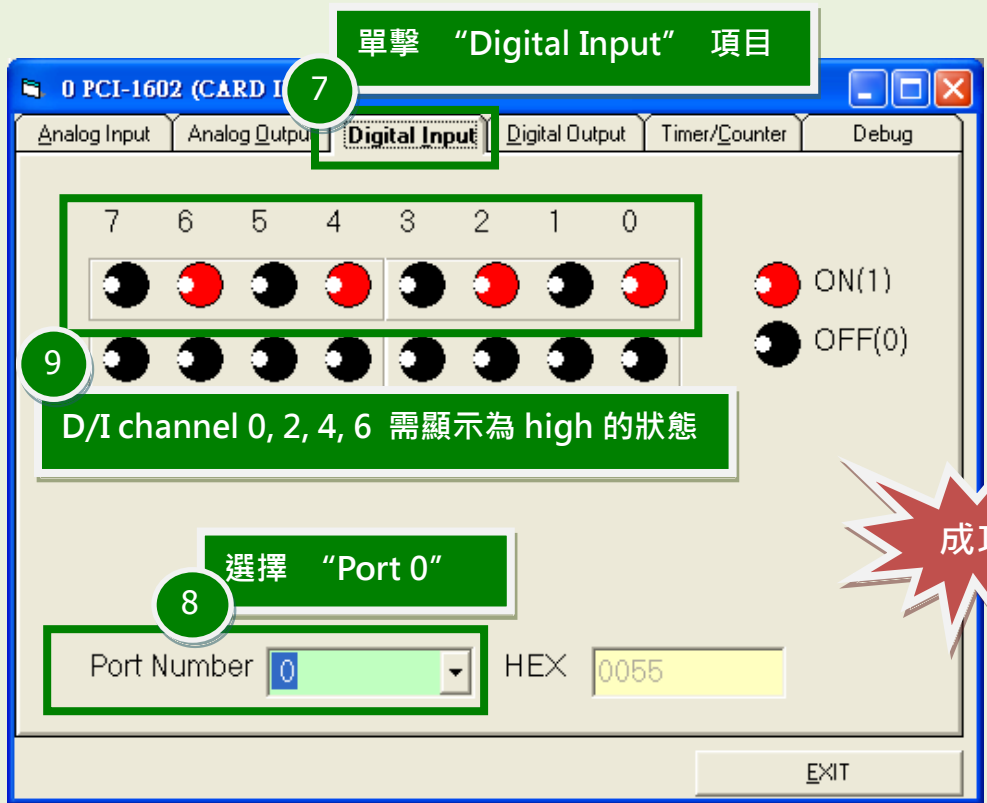 單擊 “Digital Input” 項目
7
0 PCI-1602 (CARD I
Analog Input Analog Outpu Digital Input Digital Output Timer/Counter Debug
7 6 5 4 3 2 1 0
ON(1)
OFF(0)
9
D/I channel 0, 2, 4, 6 需顯示為 high 的狀態
選擇 “Port 0”
8
Port Number 0 HEX 0055
EXIT